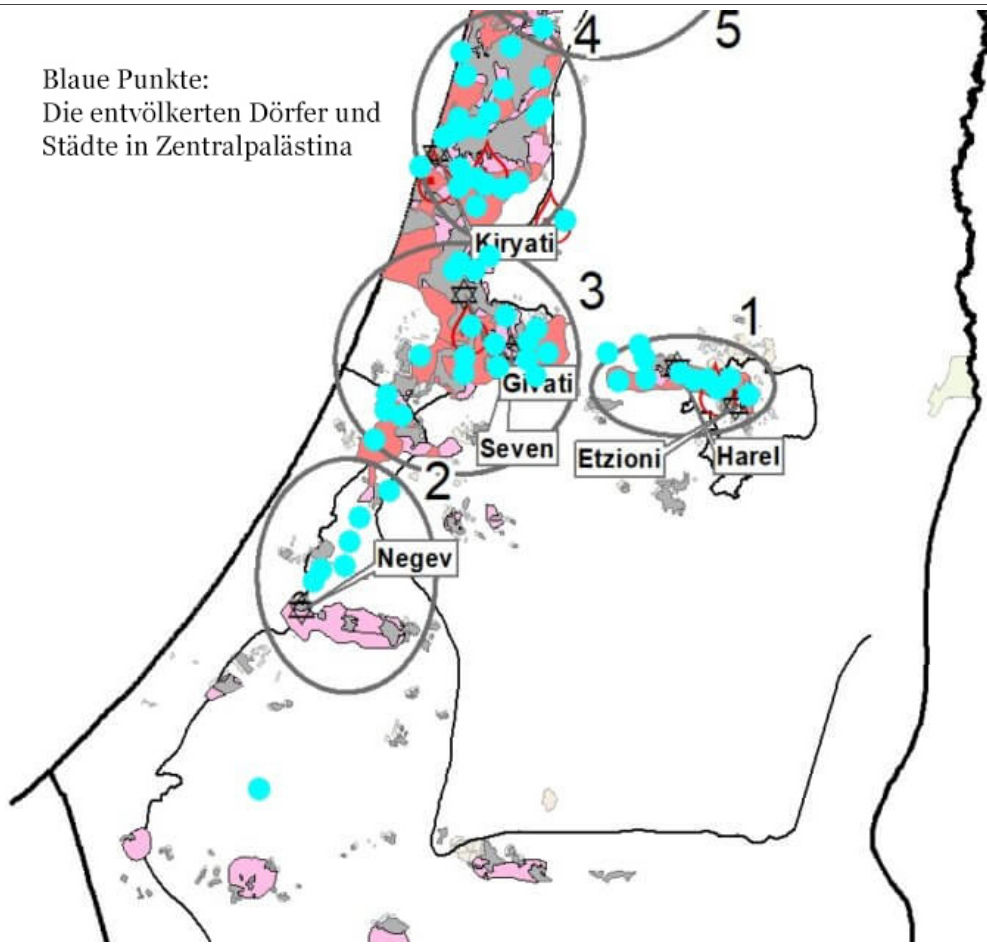 Blaue Punkte:
Die entvölkerten Dörfer und
Städte in Zentralpalästina
4
5
Kiryati
3
1
Givati
Seven
Etzioni
Harel
2
Negev